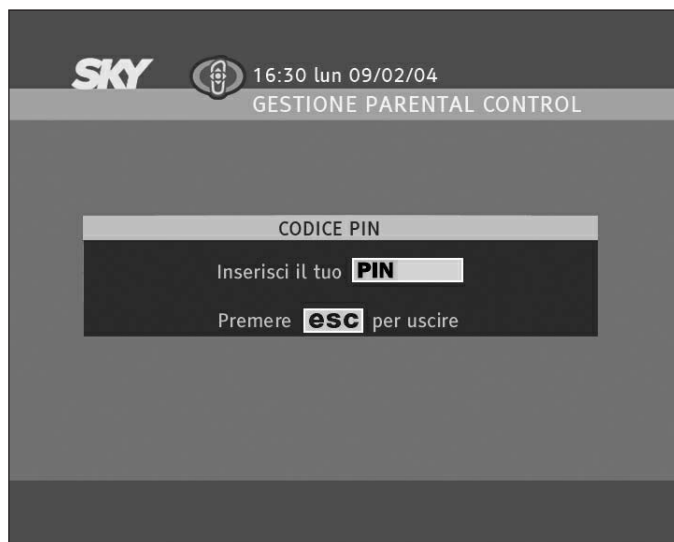 SKY
16:30 lun 09/02/04
GESTIONE PARENTAL CONTROL
CODICE PIN
Inserisci il tuo PIN
Premere esc per uscire